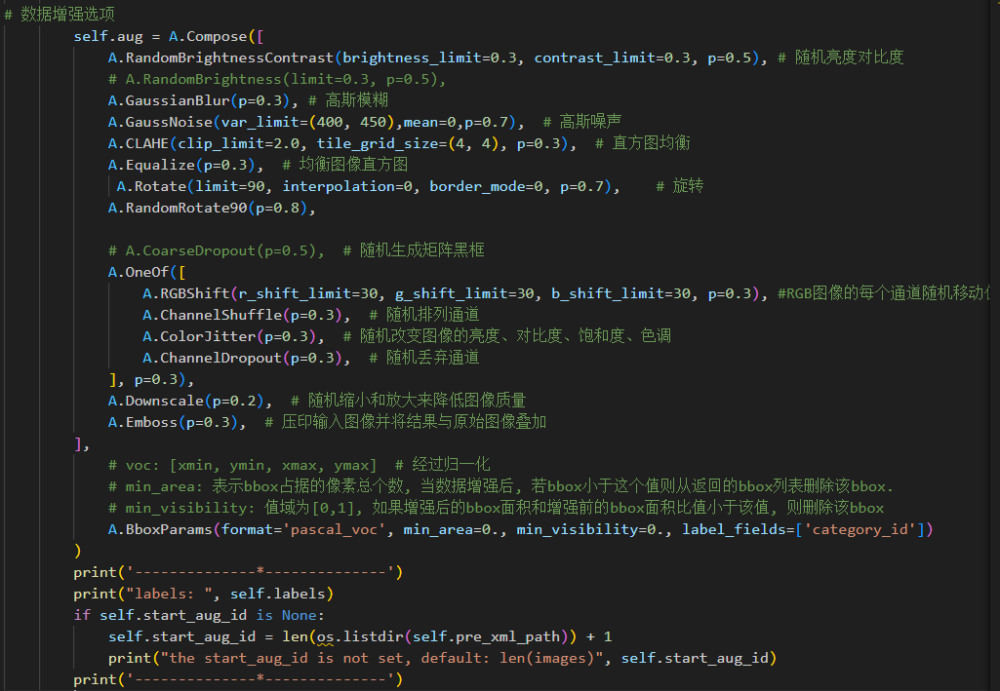 # 数据增强选项
self.aug = A.Compose([
A.RandomBrightnessContrast(brightness_limit=0.3, contrast_limit=0.3, p=0.5), # 随机亮度对比度
# A.RandomBrightness(limit=0.3, p=0.5),
A.GaussianBlur(p=0.3), # 高斯模糊
A.GaussNoise(var_limit=(400, 450),mean=0,p=0.7),  # 高斯噪声
A.CLAHE(clip_limit=2.0, tile_grid_size=(4, 4), p=0.3),  # 直方图均衡
A.Equalize(p=0.3),  # 均衡图像直方图
A.Rotate(limit=90, interpolation=0, border_mode=0, p=0.7),    # 旋转
A.RandomRotate90(p=0.8),
# A.CoarseDropout(p=0.5),  # 随机生成矩阵黑框
A.OneOf([
A.RGBShift(r_shift_limit=30, g_shift_limit=30, b_shift_limit=30, p=0.3), #RGB图像的每个通道随机移动
A.ChannelShuffle(p=0.3),  # 随机排列通道
A.ColorJitter(p=0.3),  # 随机改变图像的亮度、对比度、饱和度、色调
A.ChannelDropout(p=0.3),  # 随机丢弃通道
], p=0.3),
A.Downscale(p=0.2),  # 随机缩小和放大来降低图像质量
A.Emboss(p=0.3),  # 压印输入图像并将结果与原始图像叠加
],
# voc: [xmin, ymin, xmax, ymax]  # 经过归一化
# min_area: 表示bbox占据的像素总个数, 当数据增强后, 若bbox小于这个值则从返回的bbox列表删除该bbox.
# min_visibility: 值域为[0,1], 如果增强后的bbox面积和增强前的bbox面积比值小于该值, 则删除该bbox
A.BboxParams(format='pascal_voc', min_area=0., min_visibility=0., label_fields=['category_id'])
)
print('--------------*--------------')
print("labels: ", self.labels)
if self.start_aug_id is None:
self.start_aug_id = len(os.listdir(self.pre_xml_path)) + 1
print("the start_aug_id is not set, default: len(images)", self.start_aug_id)
print('--------------*--------------')